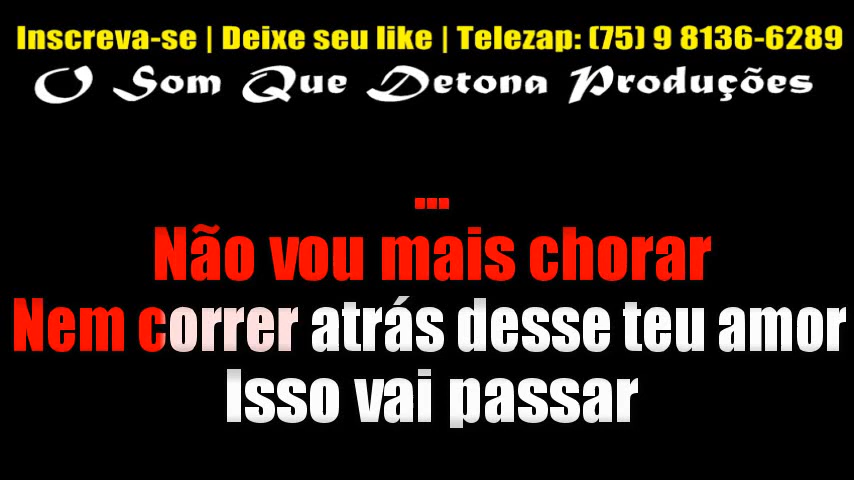 Inscreva-se | Deixe seu like | Telezap: (75) 9 8136-6289
O Som Que Detona Produções
...
Não vou mais chorar
Nem correr atrás desse teu amor
Isso vai passar